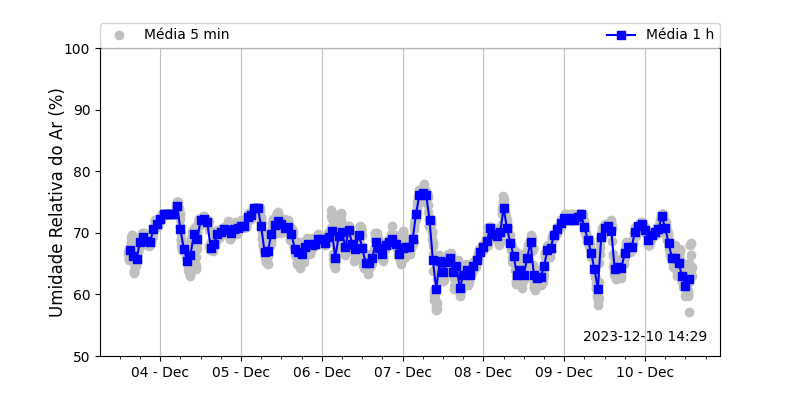 Média 5 min
Média 1 h
100
90
80
70
60
50
Umidade Relativa do Ar (%)
2023-12-10 14:29
04 - Dec
05 - Dec
06 - Dec
07 - Dec
08 - Dec
09 - Dec
10 - Dec